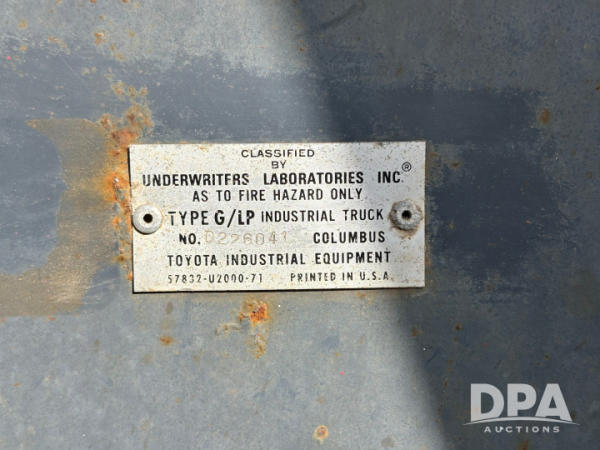 CLASSIFIED
BY
UNDERWRITERS LABORATORIES INC.®
AS TO FIRE HAZARD ONLY
TYPE G/LP INDUSTRIAL TRUCK
NO. COLUMBUS
TOYOTA INDUSTRIAL EQUIPMENT
57832-U2000-71 PRINTED IN U.S.A.
DPA
AUCTIONS